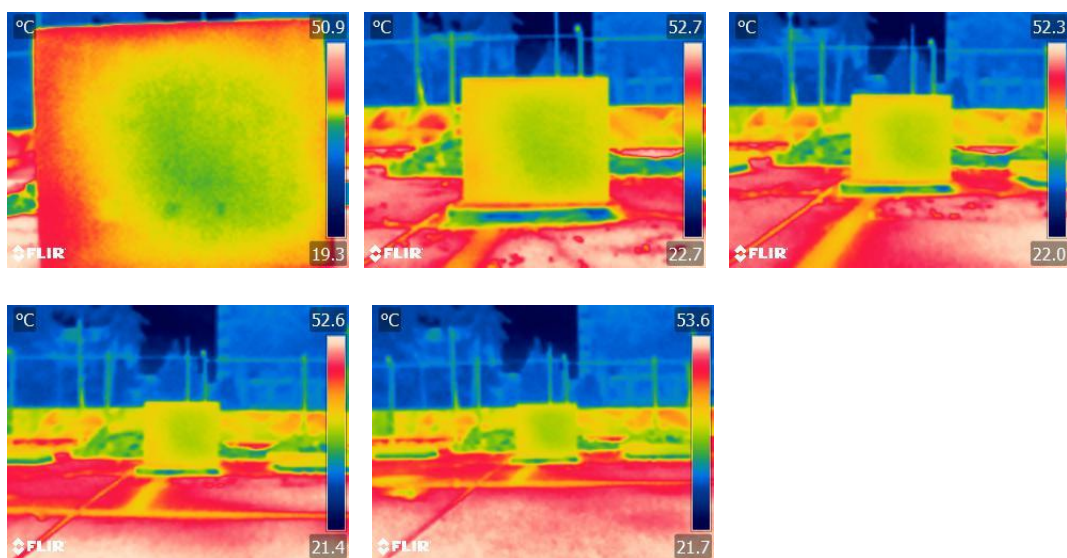 °C 50.9
FLIR 19.3
°C 52.7
FLIR 22.7
°C 52.3
FLIR 22.0
°C 52.6
FLIR 21.4
°C 53.6
FLIR 21.7